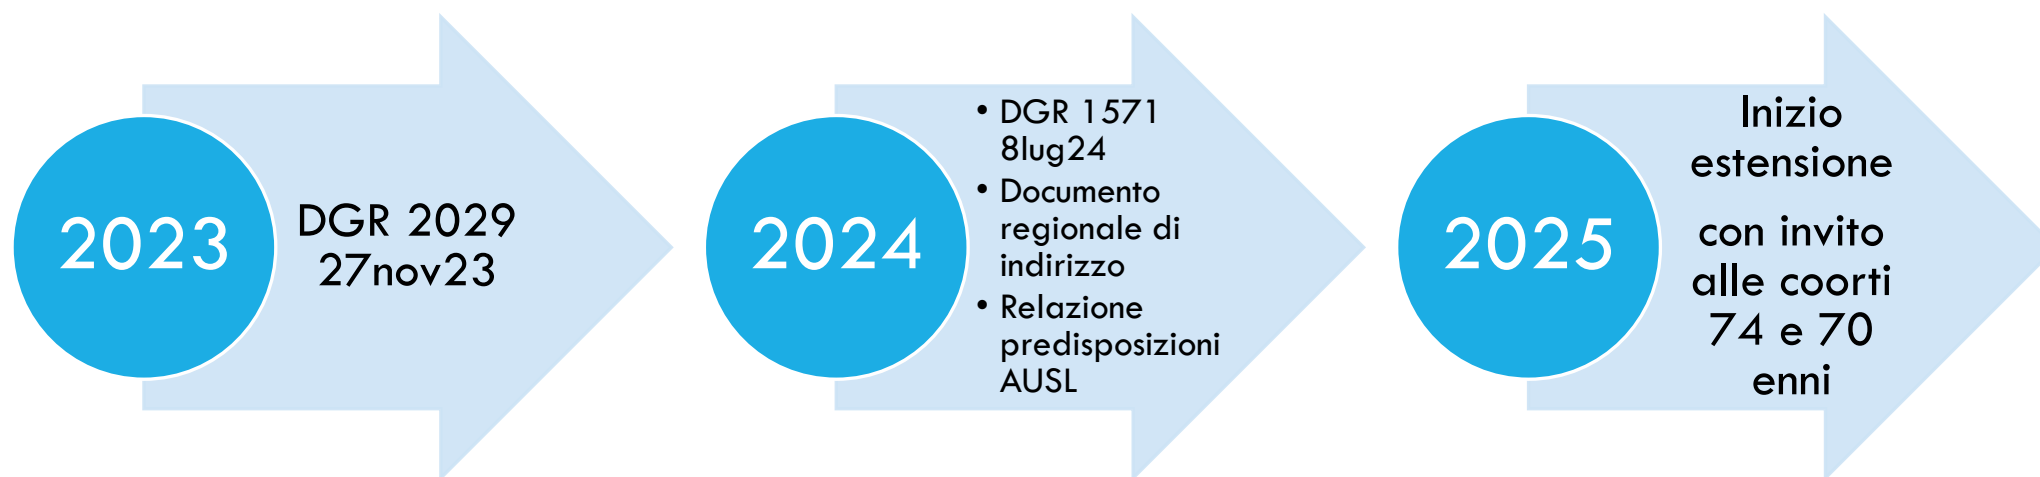 2023
DGR 2029
27nov23
2024
• DGR 1571
8lug24
• Documento
regionale di
indirizzo
• Relazione
predisposizioni
AUSL
2025
Inizio
estensione
con invito
alle coorti
74 e 70
enni